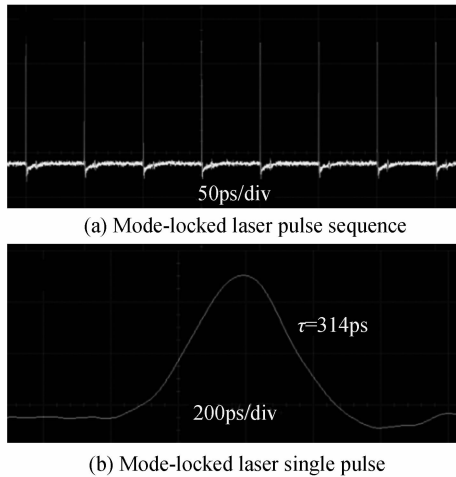 50ps/div
(a) Mode-locked laser pulse sequence
τ=314ps
200ps/div
(b) Mode-locked laser single pulse